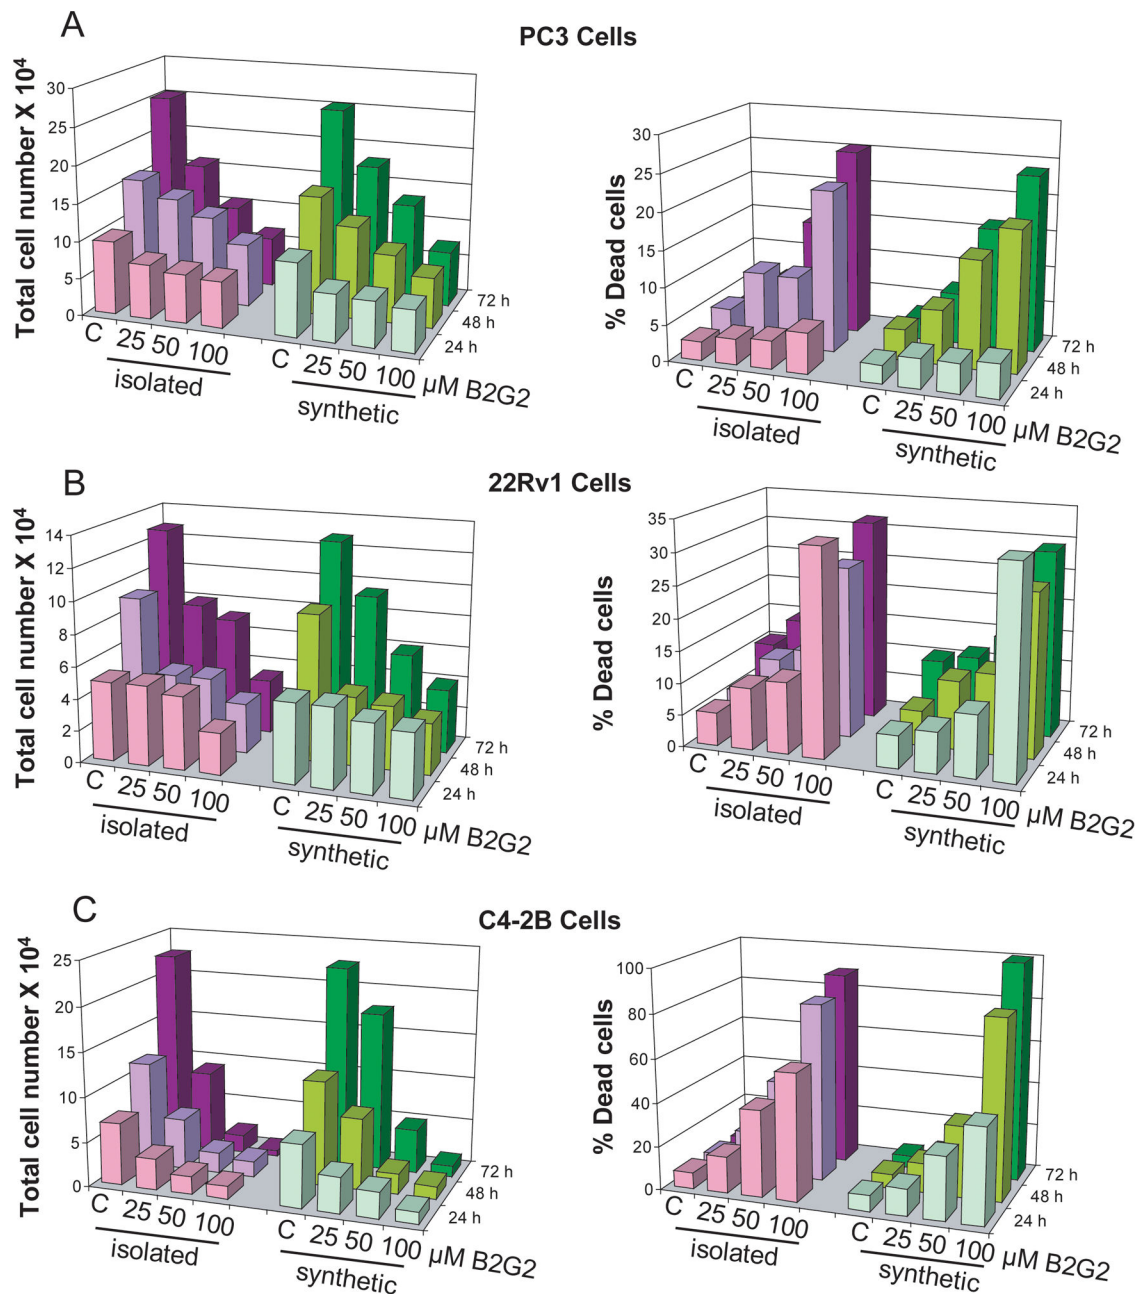 A
PC3 Cells
Total cell number X 10⁴
30
25
20
15
10
5
0
C 25 50 100
isolated
C 25 50 100 µM B2G2
synthetic
72 h
48 h
24 h
% Dead cells
30
25
20
15
10
5
0
C 25 50 100
isolated
C 25 50 100 µM B2G2
synthetic
72 h
48 h
24 h
B
22Rv1 Cells
Total cell number X 10⁴
14
12
10
8
6
4
2
0
C 25 50 100
isolated
C 25 50 100 µM B2G2
synthetic
72 h
48 h
24 h
% Dead cells
35
30
25
20
15
10
5
0
C 25 50 100
isolated
C 25 50 100 µM B2G2
synthetic
72 h
48 h
24 h
C
C4-2B Cells
Total cell number X 10⁴
25
20
15
10
5
0
C 25 50 100
isolated
C 25 50 100 µM B2G2
synthetic
72 h
48 h
24 h
% Dead cells
100
80
60
40
20
0
C 25 50 100
isolated
C 25 50 100 µM B2G2
synthetic
72 h
48 h
24 h